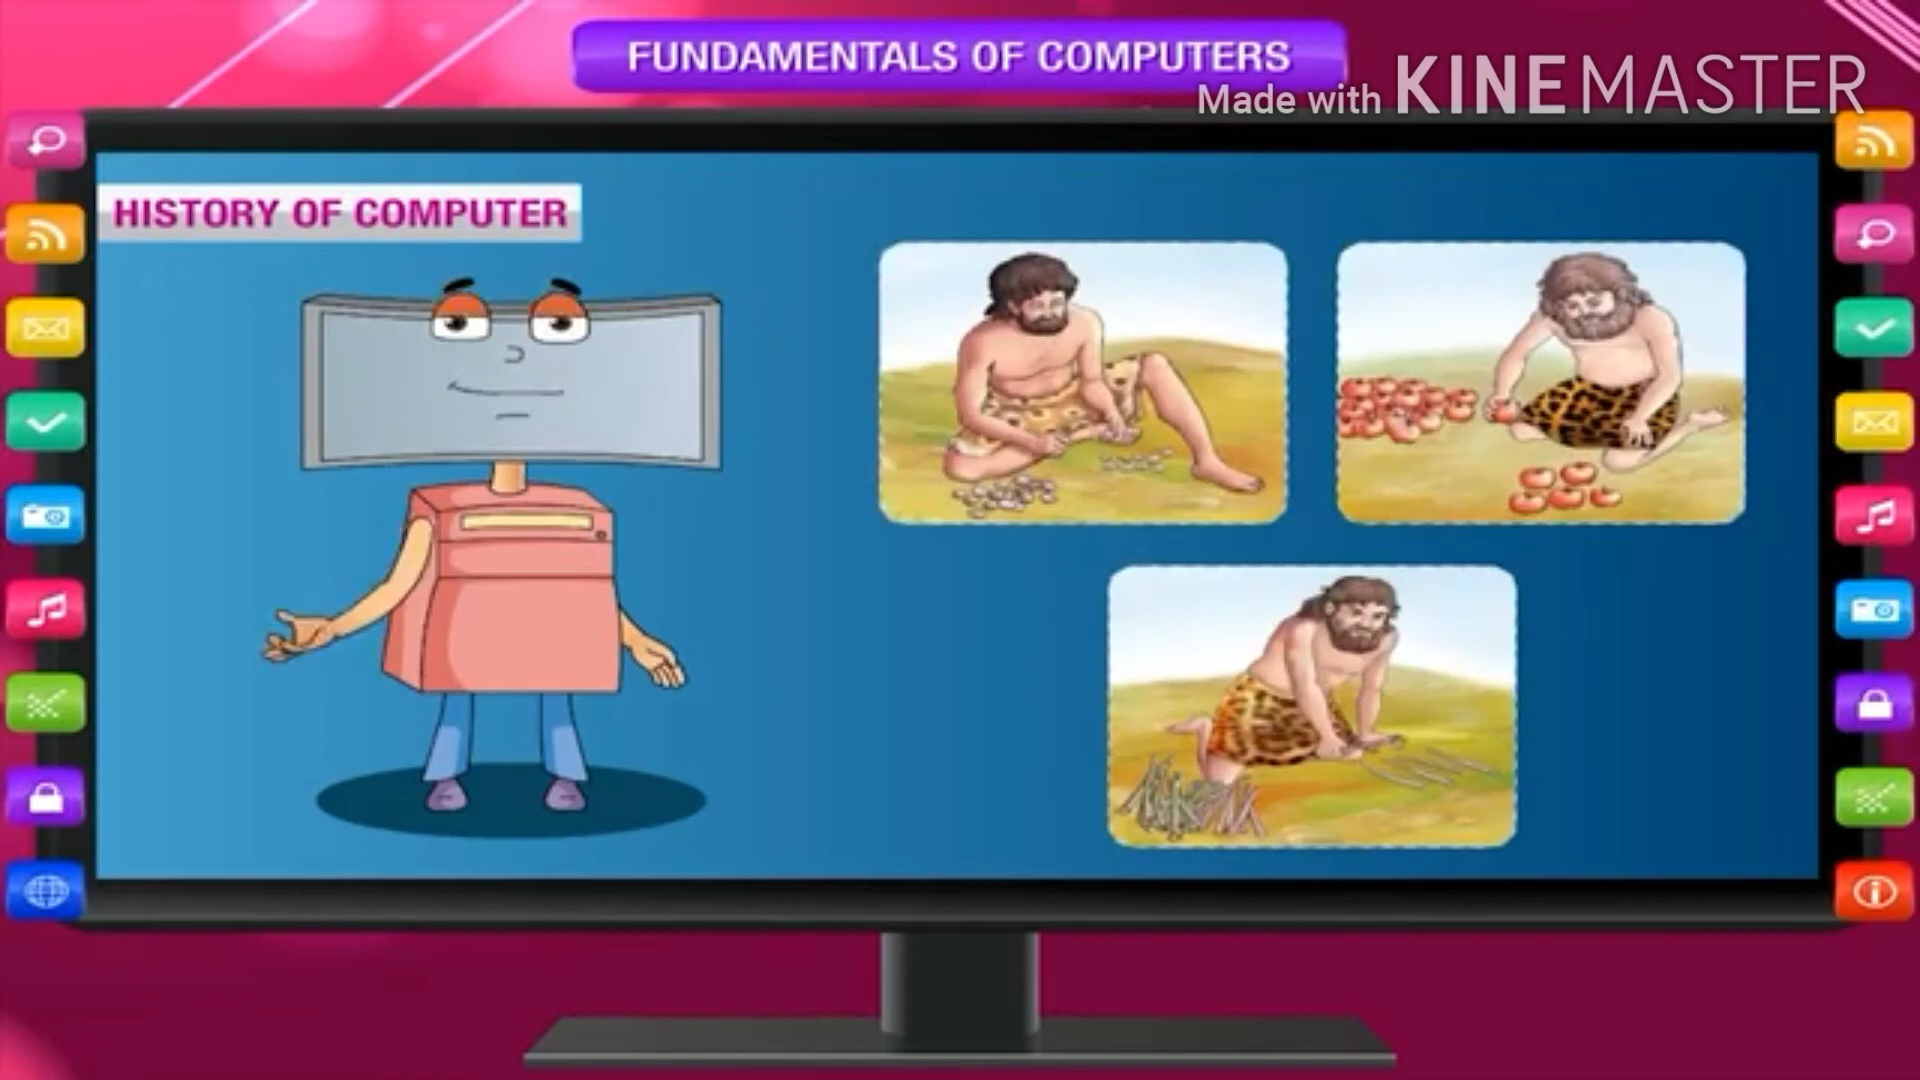 FUNDAMENTALS OF COMPUTERS
Made with KINEMASTER
HISTORY OF COMPUTER